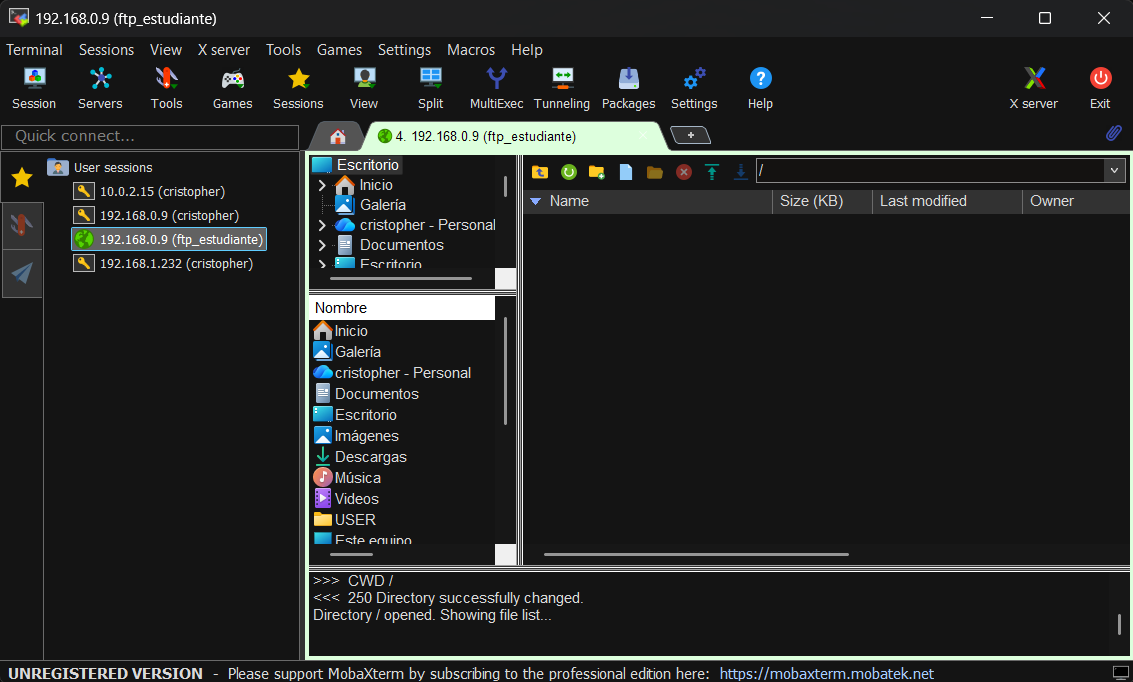 192.168.0.9 (ftp_estudiante)
Terminal Sessions View X server Tools Games Settings Macros Help
Session Servers Tools Games Sessions View Split MultiExec Tunneling Packages Settings Help X server Exit
Quick connect...
4. 192.168.0.9 (ftp_estudiante)
User sessions
10.0.2.15 (cristopher)
192.168.0.9 (cristopher)
192.168.0.9 (ftp_estudiante)
192.168.1.232 (cristopher)
Escritorio
Inicio
Galería
cristopher - Personal
Documentos
Escritorio
Nombre
Inicio
Galería
cristopher - Personal
Documentos
Escritorio
Imágenes
Descargas
Música
Videos
USER
Este equipo
/
Name Size (KB) Last modified Owner
>>> CWD /
<<< 250 Directory successfully changed.
Directory / opened. Showing file list...
UNREGISTERED VERSION - Please support MobaXterm by subscribing to the professional edition here: https://mobaxterm.mobatek.net